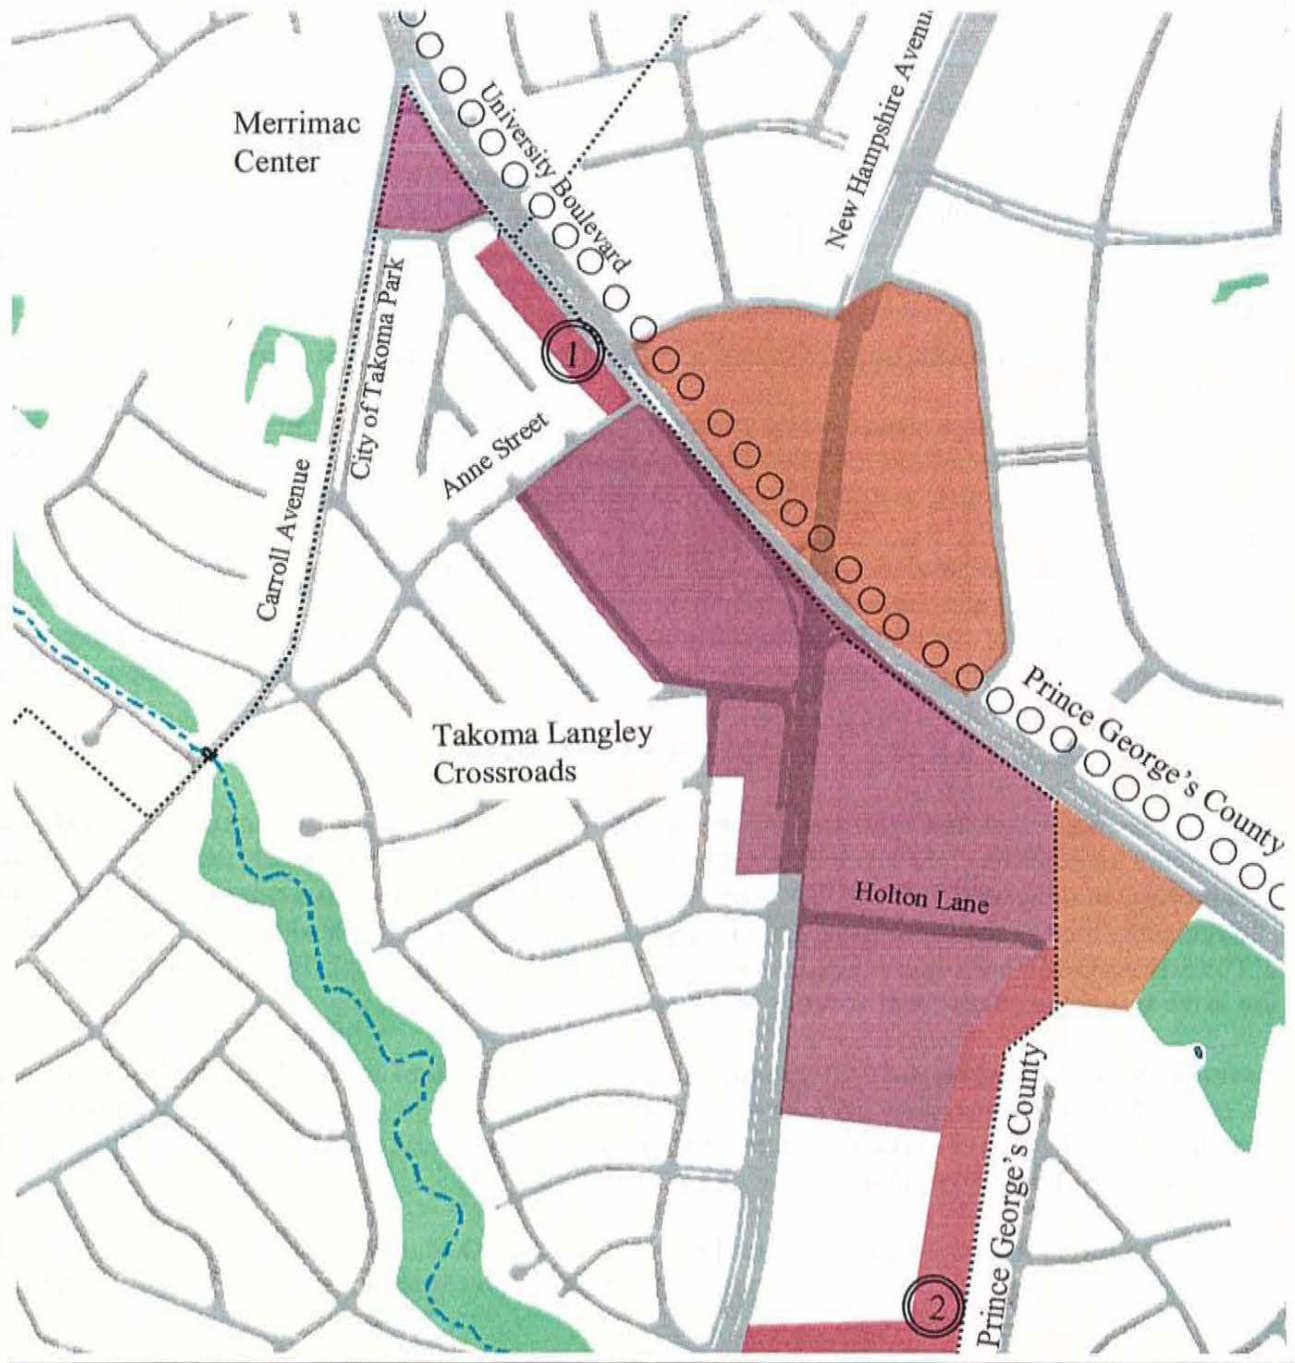 Merrimac
Center
University Boulevard
New Hampshire Avenu
City of Takoma Park
1
Anne Street
Carroll Avenue
Prince George's County
Takoma Langley
Crossroads
Holton Lane
Prince George's County
2